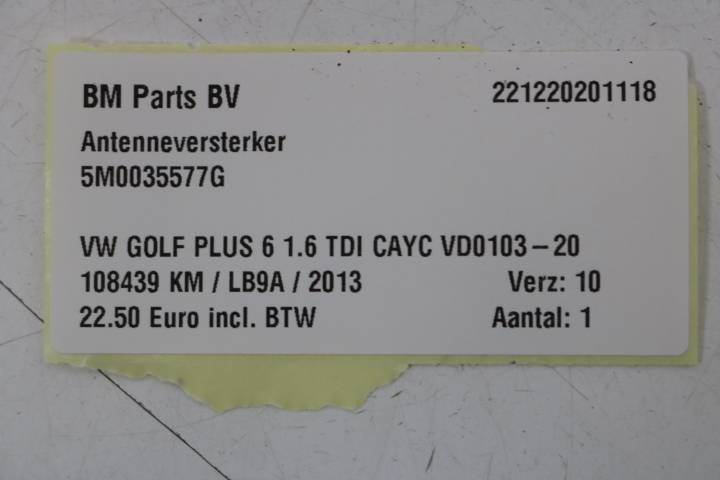 BM Parts BV 221220201118
Antenneversterker
5M0035577G
VW GOLF PLUS 6 1.6 TDI CAYC VD0103-20
108439 KM / LB9A / 2013 Verz: 10
22.50 Euro incl. BTW Aantal: 1